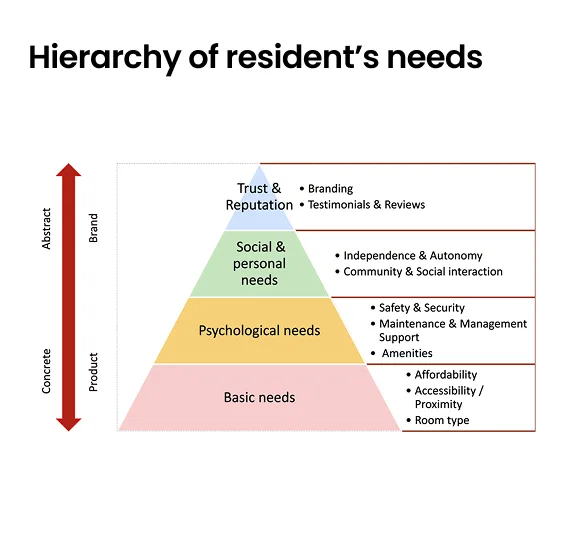 Hierarchy of resident's needs
Abstract
Brand
Concrete
Product
Trust &
Reputation
• Branding
• Testimonials & Reviews
Social &
personal
needs
• Independence & Autonomy
• Community & Social interaction
Psychological needs
• Safety & Security
• Maintenance & Management
Support
• Amenities
Basic needs
• Affordability
• Accessibility /
Proximity
• Room type